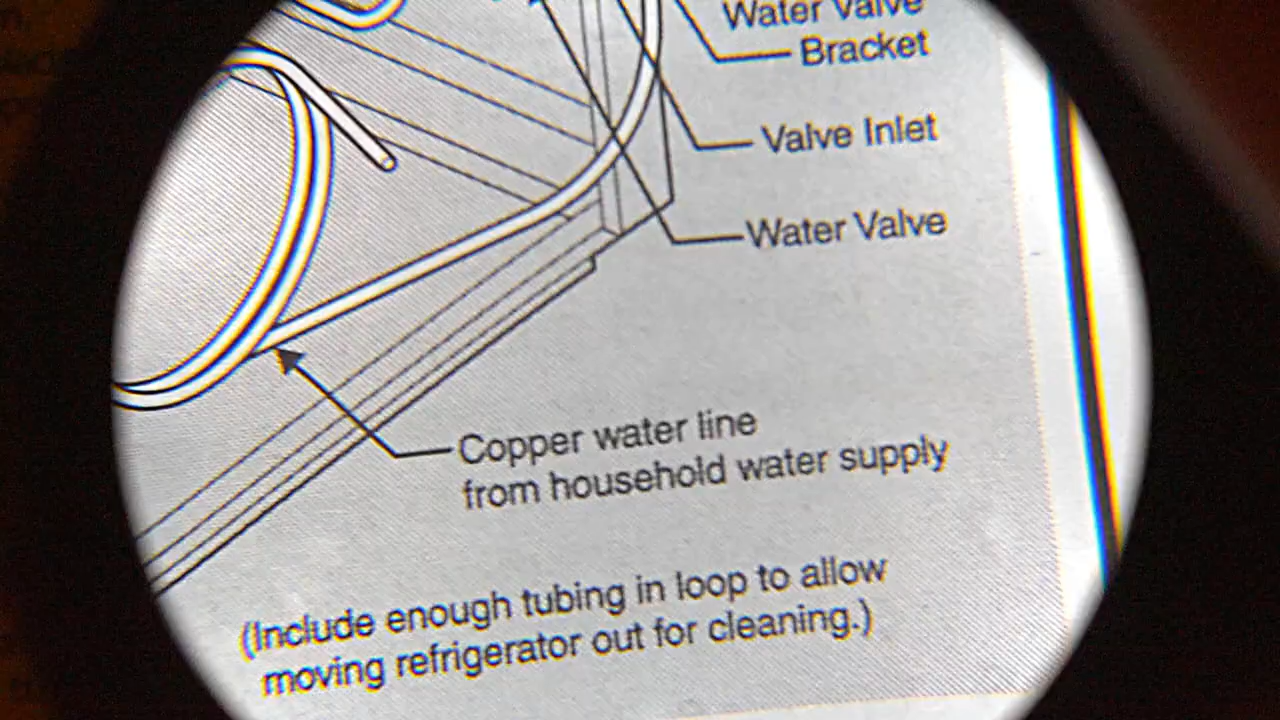 Water Valve
Bracket
Valve Inlet
Water Valve
Copper water line
from household water supply
(Include enough tubing in loop to allow
moving refrigerator out for cleaning.)